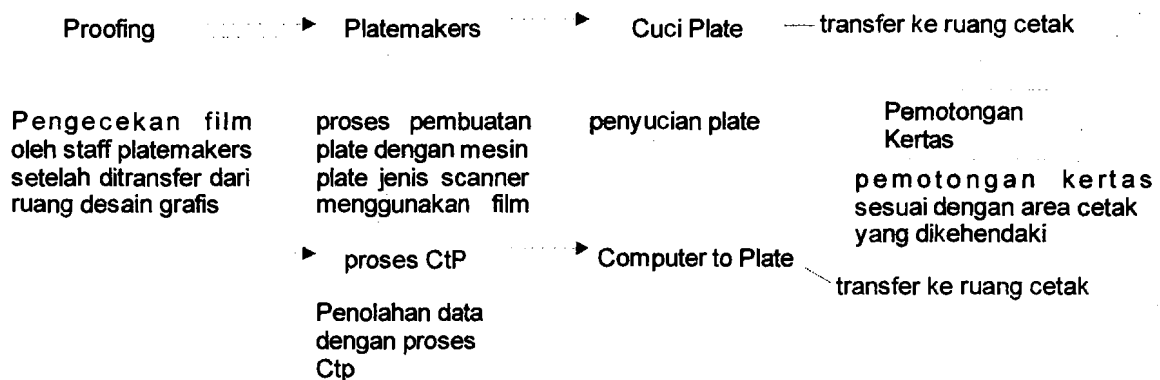 Proofing
Platemakers
Cuci Plate
transfer ke ruang cetak
Pengecekan film
oleh staff platemakers
setelah ditransfer dari
ruang desain grafis
proses pembuatan
plate dengan mesin
plate jenis scanner
menggunakan film
penyucian plate
Pemotongan
Kertas
pemotongan kertas
sesuai dengan area cetak
yang dikehendaki
proses CtP
Computer to Plate
transfer ke ruang cetak
Penolahan data
dengan proses
Ctp